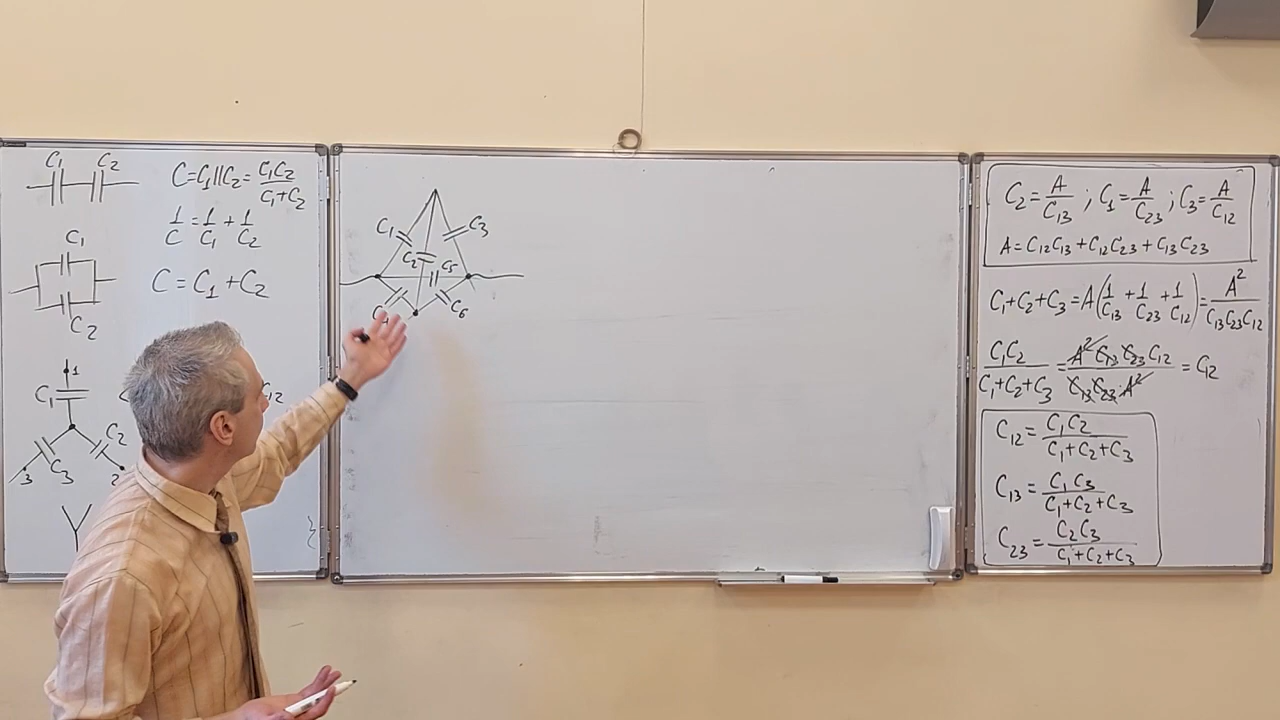 C₁ C₂
C=C₁||C₂=C₁C₂/(C₁+C₂)
1/C=1/C₁+1/C₂
C₁
C=C₁+C₂
C₂
1
C₁
C₂
C₃
3 2
12
C₁ C₃
C₂ C₅
C₆
C₂=A/C₁₃; C₁=A/C₂₃; C₃=A/C₁₂
A=C₁₂C₁₃+C₁₂C₂₃+C₁₃C₂₃
C₁+C₂+C₃=A(1/C₁₃+1/C₂₃+1/C₁₂)=A²/(C₁₃C₂₃C₁₂)
C₁C₂/(C₁+C₂+C₃)=A²C₁₃C₂₃C₁₂/(C₁₃C₂₃A²)=C₁₂
C₁₂=C₁C₂/(C₁+C₂+C₃)
C₁₃=C₁C₃/(C₁+C₂+C₃)
C₂₃=C₂C₃/(C₁+C₂+C₃)